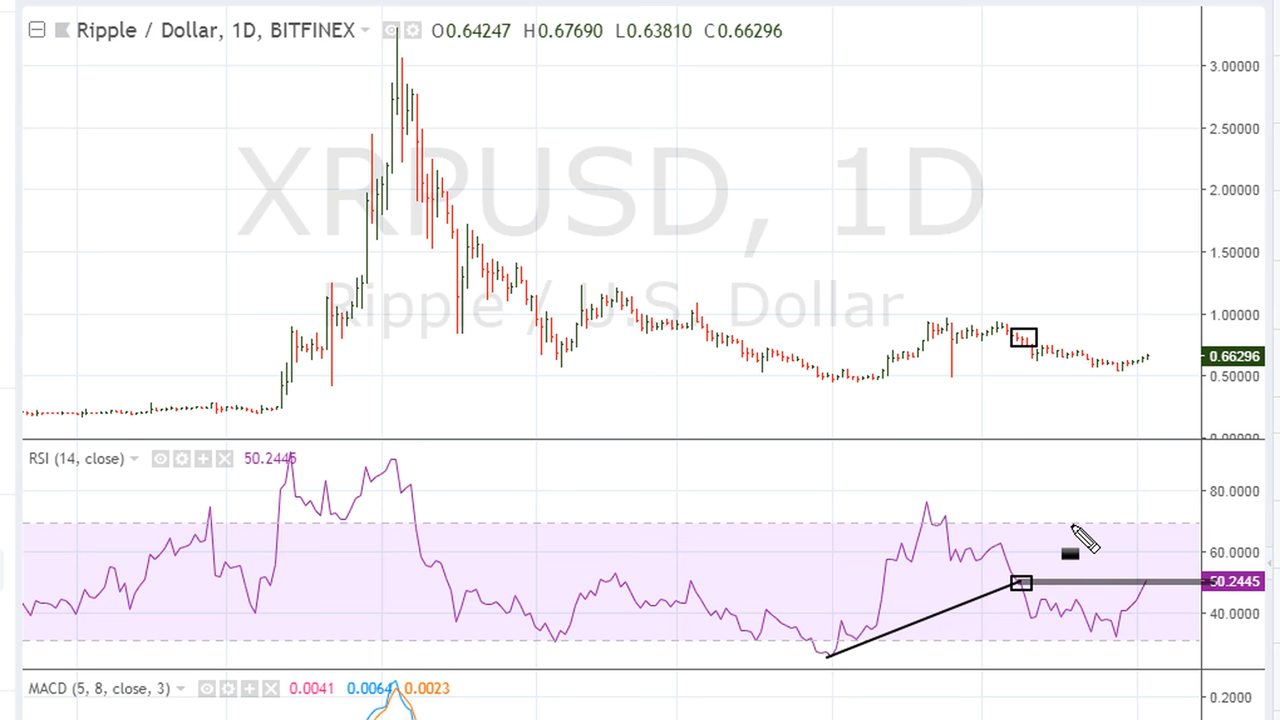 Ripple / Dollar, 1D, BITFINEX O0.64247 H0.67690 L0.63810 C0.66296
3.00000
2.50000
XRPUSD, 1D
2.00000
1.50000
Ripple / U.S. Dollar
1.00000
0.66296
0.50000
0.00000
RSI (14, close) 50.2445
80.0000
60.0000
50.2445
40.0000
MACD (5, 8, close, 3) 0.0041 0.0064 0.0023
0.2000